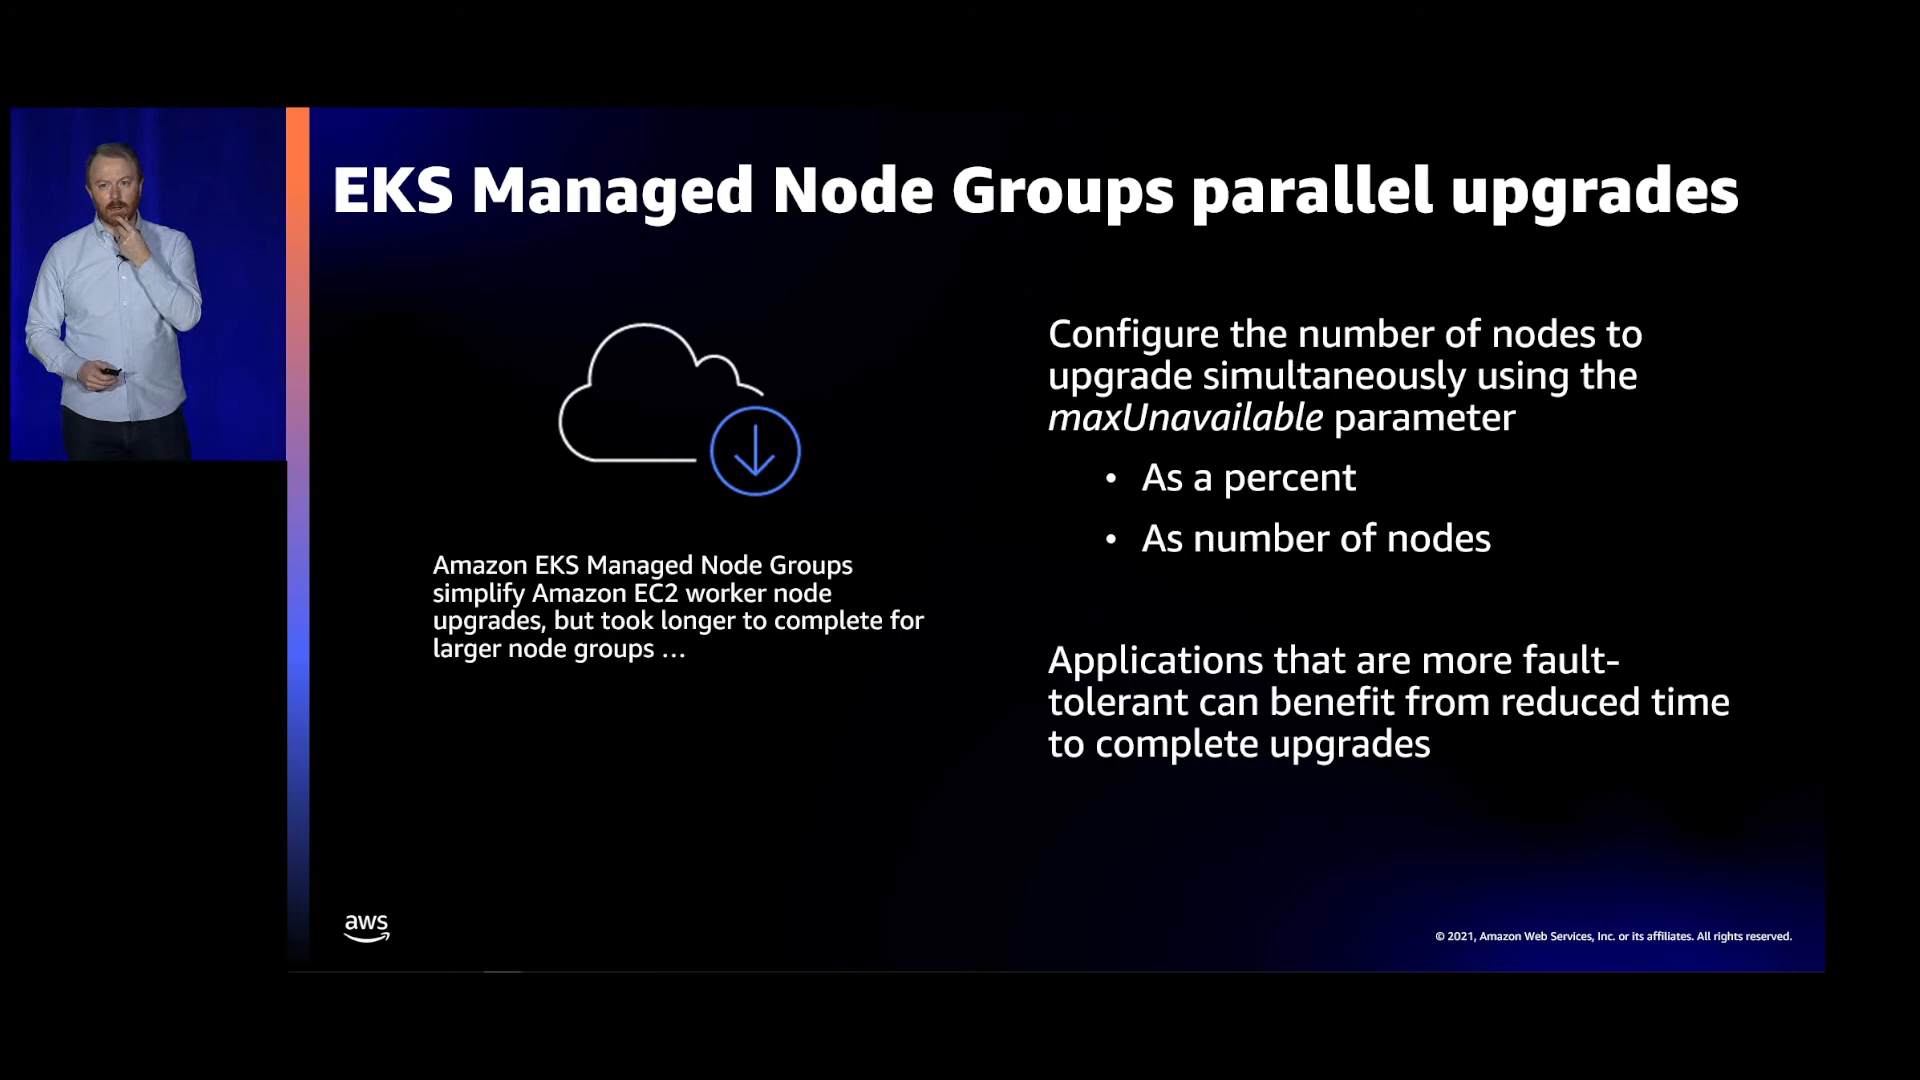 EKS Managed Node Groups parallel upgrades
Amazon EKS Managed Node Groups
simplify Amazon EC2 worker node
upgrades, but took longer to complete for
larger node groups …
Configure the number of nodes to
upgrade simultaneously using the
maxUnavailable parameter
• As a percent
• As number of nodes
Applications that are more fault-
tolerant can benefit from reduced time
to complete upgrades
aws
© 2021, Amazon Web Services, Inc. or its affiliates. All rights reserved.